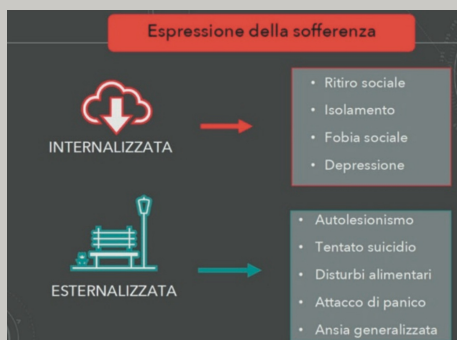 Espressione della sofferenza
INTERNALIZZATA
• Ritiro sociale
• Isolamento
• Fobia sociale
• Depressione
ESTERNALIZZATA
• Autolesionismo
• Tentato suicidio
• Disturbi alimentari
• Attacco di panico
• Ansia generalizzata